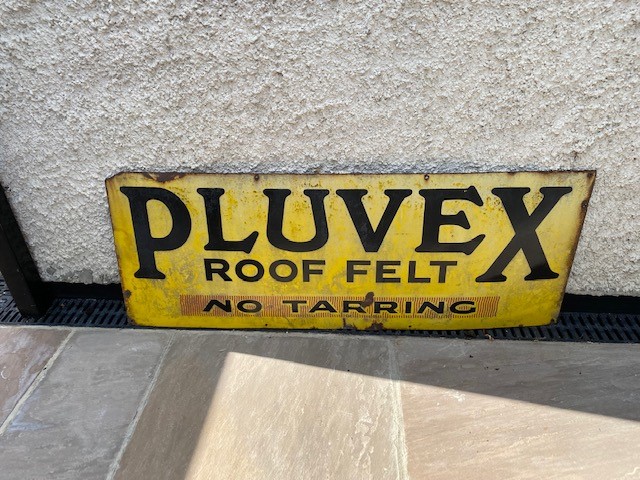 PLUVEX
ROOF FELT
NO TARRING